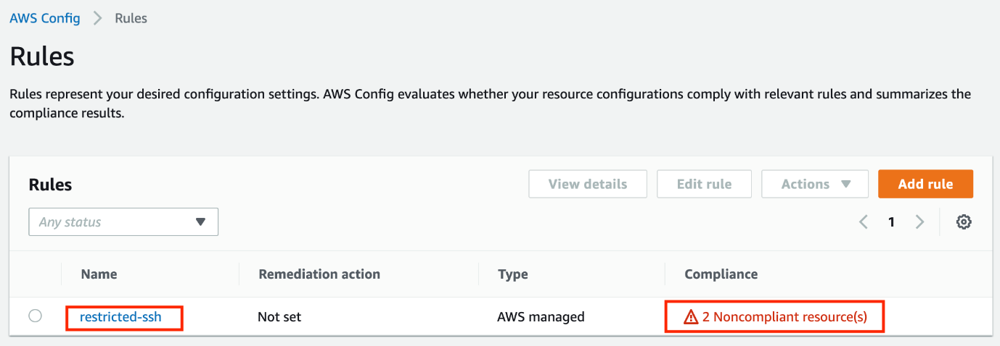 AWS Config > Rules
Rules
Rules represent your desired configuration settings. AWS Config evaluates whether your resource configurations comply with relevant rules and summarizes the
compliance results.
Rules View details Edit rule Actions Add rule
Any status 1
Name Remediation action Type Compliance
restricted-ssh Not set AWS managed 2 Noncompliant resource(s)